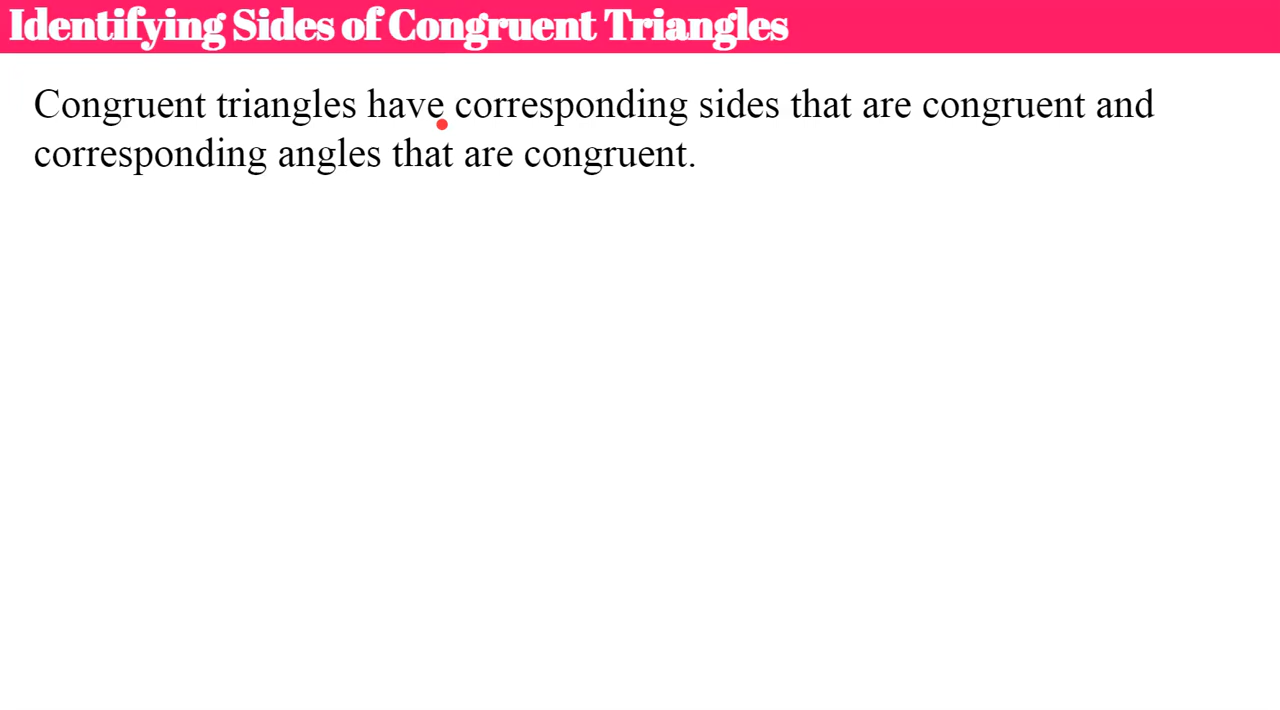 Identifying Sides of Congruent Triangles
Congruent triangles have corresponding sides that are congruent and
corresponding angles that are congruent.